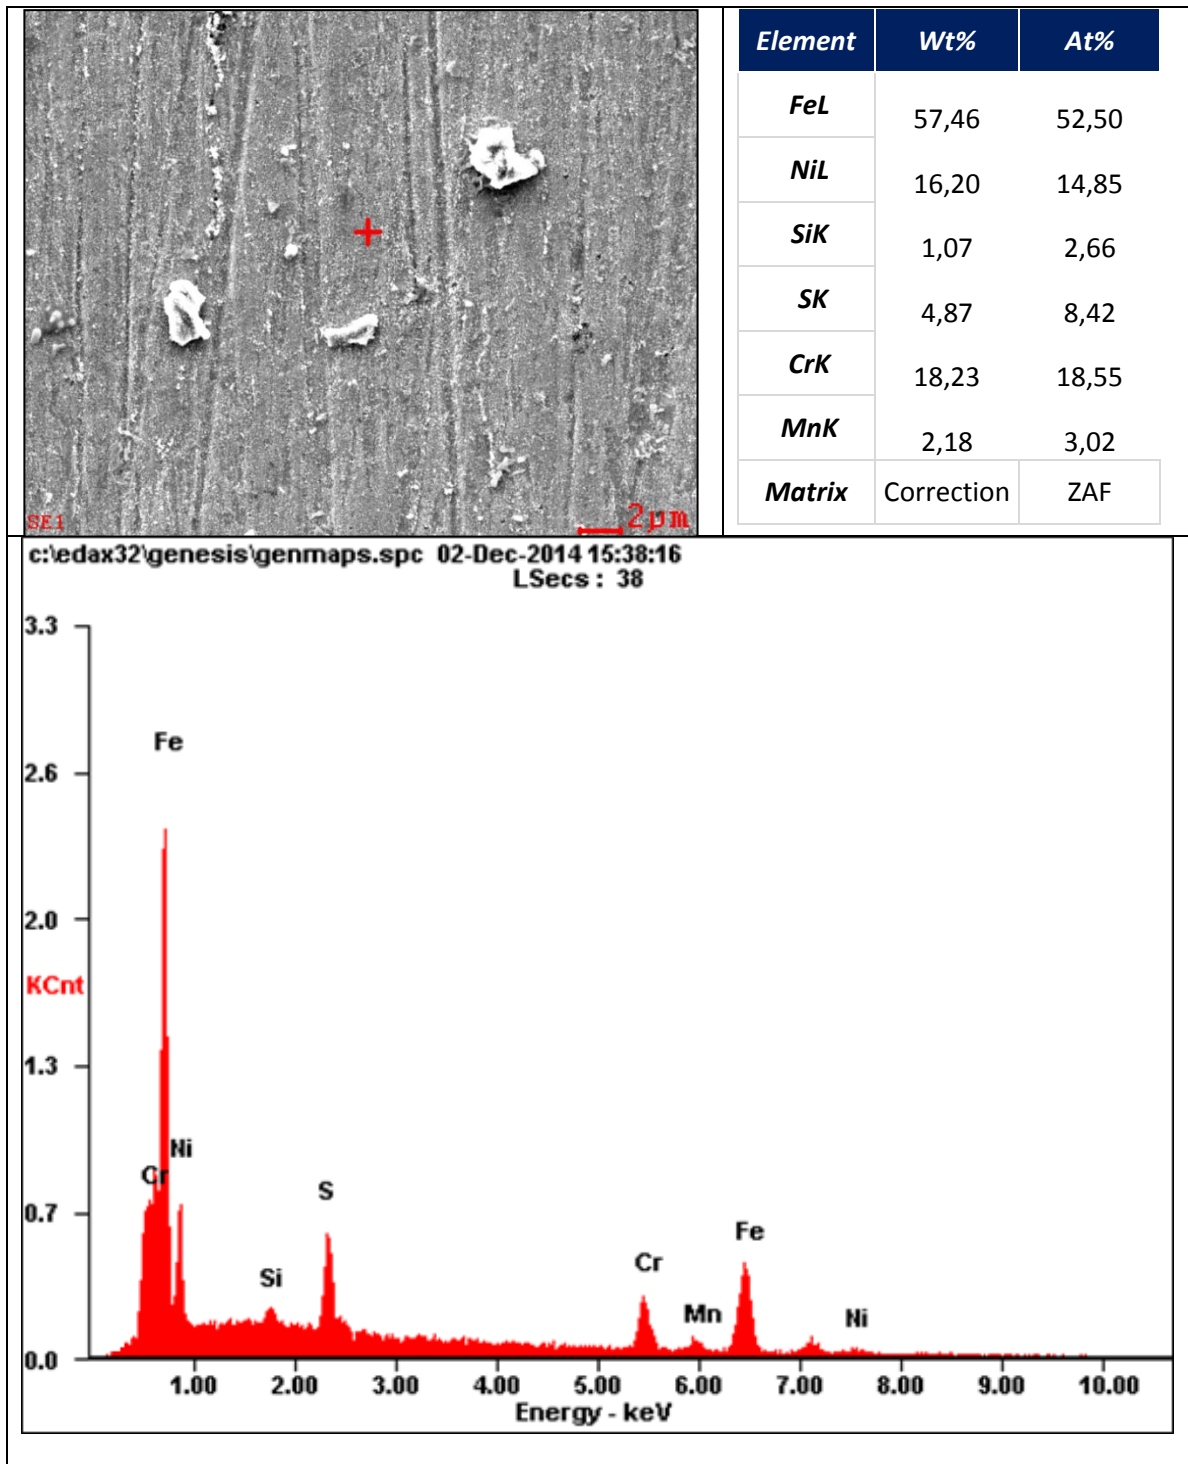 SE1
2µm
Element Wt% At%
FeL 57,46 52,50
NiL 16,20 14,85
SiK 1,07 2,66
SK 4,87 8,42
CrK 18,23 18,55
MnK 2,18 3,02
Matrix Correction ZAF
c:\edax32\genesis\genmaps.spc 02-Dec-2014 15:38:16
LSecs : 38
3.3
Fe
2.6
2.0
KCnt
1.3
Ni
Cr
S
0.7
Fe
Cr
Si
Mn
Ni
0.0
1.00 2.00 3.00 4.00 5.00 6.00 7.00 8.00 9.00 10.00
Energy - keV